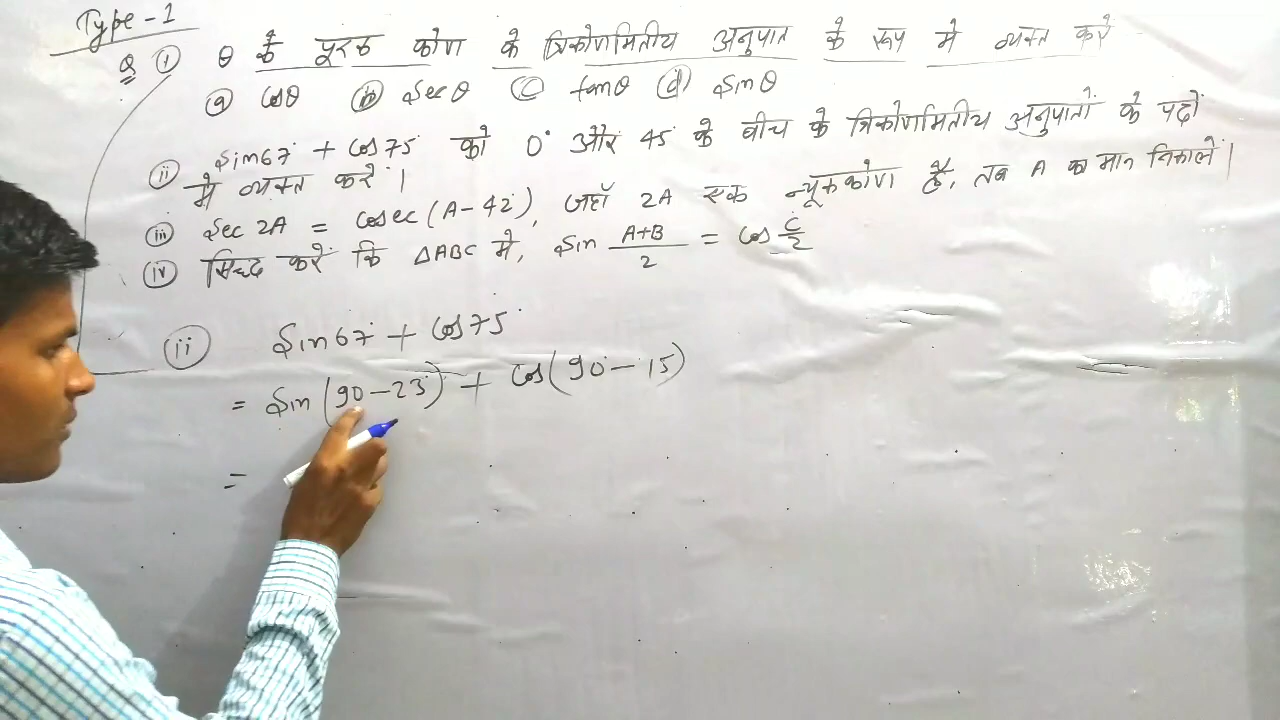 Type-1
Q (i) θ के पूरक कोण के त्रिकोणमितीय अनुपात के रूप मे व्यक्त करें
(a) cosθ (b) secθ (c) tanθ (d) sinθ
(ii) sin67° + cos75° को 0° और 45° के बीच के त्रिकोणमितीय अनुपातों के पदों
मे व्यक्त करें।
(iii) sec 2A = cosec(A-42°), जहाँ 2A एक न्यूनकोण है, तब A का मान निकाले।
(iv) सिद्ध करें कि △ABC मे, sin (A+B)/2 = cos C/2
(ii) sin67° + cos75°
= sin(90°-23°) + cos(90°-15°)
=